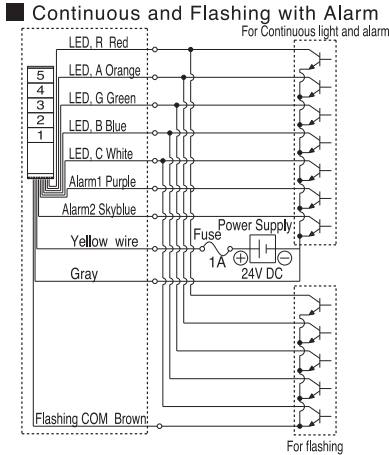 ■ Continuous and Flashing with Alarm
For Continuous light and alarm
LED, R Red
LED, A Orange
LED, G Green
LED, B Blue
LED, C White
Alarm1 Purple
Alarm2 Skyblue
Yellow wire
Gray
5
4
3
2
1
Fuse
1A
Power Supply
⊕ ⊖
24V DC
Flashing COM Brown
For flashing